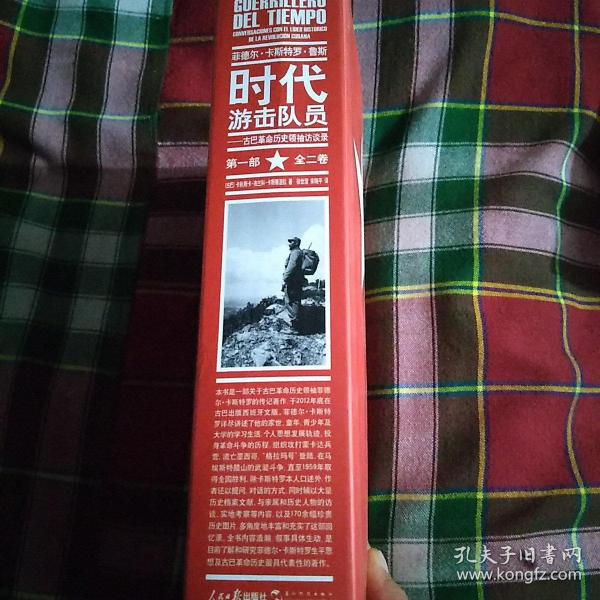 GUERRILLERO
DEL TIEMPO
CONVERSACIONES CON EL LÍDER HISTÓRICO
DE LA REVOLUCIÓN CUBANA
菲德尔·卡斯特罗·鲁斯
时代
游击队员
——古巴革命历史领袖访谈录
第一部 ★ 全二卷
本书是一部关于古巴革命历史领袖菲德
尔·卡斯特罗的传记著作,于2012年底在
古巴出版西班牙文版。菲德尔·卡斯特
罗详尽讲述了他的家世、童年、青少年及
大学的学习生活,个人思想发展轨迹,投
身革命斗争的历程,组织攻打蒙卡达兵
营,流亡墨西哥,“格拉玛号”登陆,在马
埃斯特腊山的武装斗争,直至1959年取
得全国胜利。除卡斯特罗本人口述外,作
者还以提问、对话的方式,同时辅以大量
历史档案文献、与亲属和历史人物的访
谈、实地考察等内容,以及170余幅珍贵
历史图片,多角度地丰富和充实了这部回
忆录。全书内容浩瀚,叙事具体生动,是
目前了解和研究菲德尔·卡斯特罗生平思
想及古巴革命历史最具代表性的著作。
人民日报出版社
孔夫子旧书网
www.kongfz.com